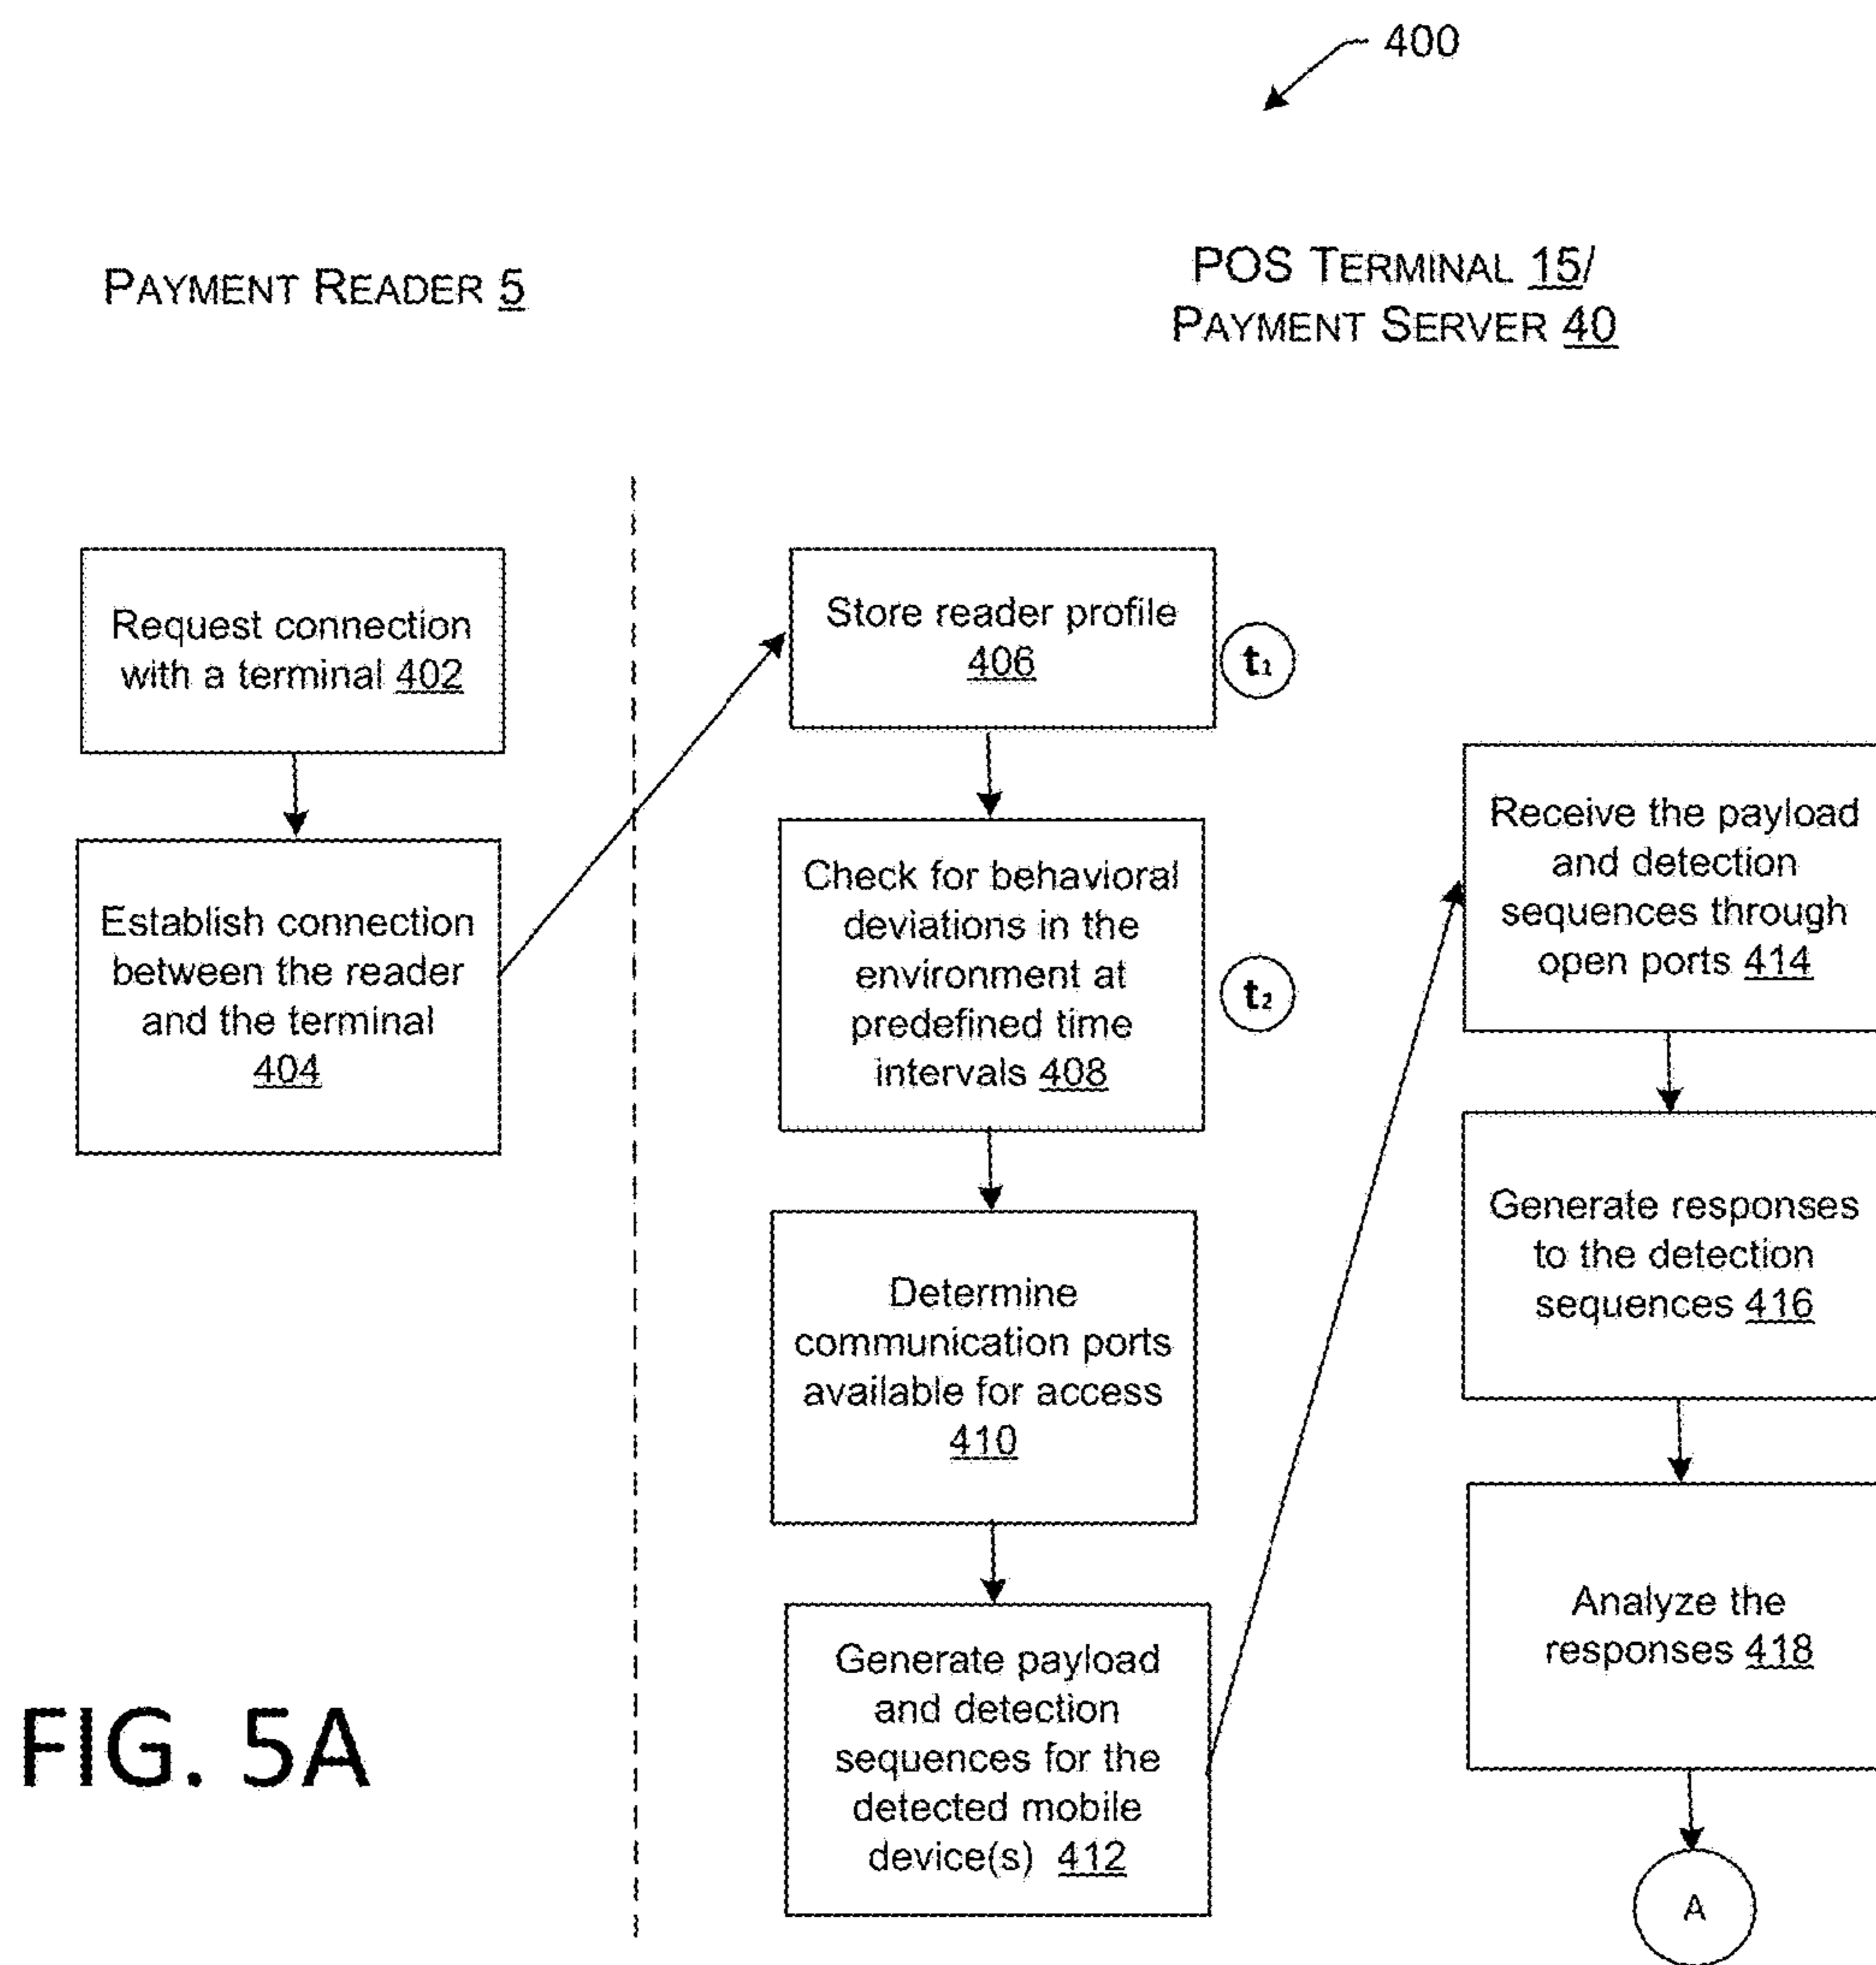 400
PAYMENT READER 5
POS TERMINAL 15/
PAYMENT SERVER 40
Request connection
with a terminal 402
Establish connection
between the reader
and the terminal
404
Store reader profile
406
t1
Check for behavioral
deviations in the
environment at
predefined time
intervals 408
t2
Determine
communication ports
available for access
410
Generate payload
and detection
sequences for the
detected mobile
device(s) 412
Receive the payload
and detection
sequences through
open ports 414
Generate responses
to the detection
sequences 416
Analyze the
responses 418
A
FIG. 5A